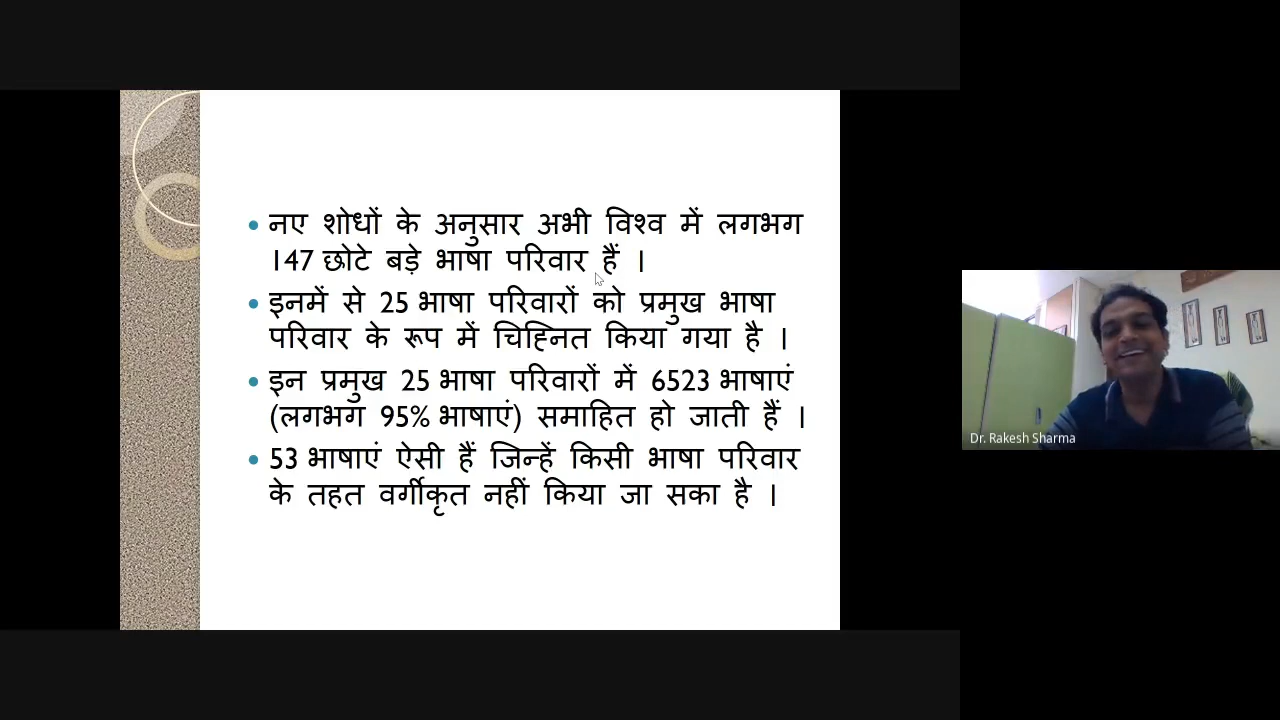 • नए शोधों के अनुसार अभी विश्व में लगभग
147 छोटे बड़े भाषा परिवार हैं ।
• इनमें से 25 भाषा परिवारों को प्रमुख भाषा
परिवार के रूप में चिह्नित किया गया है ।
• इन प्रमुख 25 भाषा परिवारों में 6523 भाषाएं
(लगभग 95% भाषाएं) समाहित हो जाती हैं ।
• 53 भाषाएं ऐसी हैं जिन्हें किसी भाषा परिवार
के तहत वर्गीकृत नहीं किया जा सका है ।
Dr. Rakesh Sharma